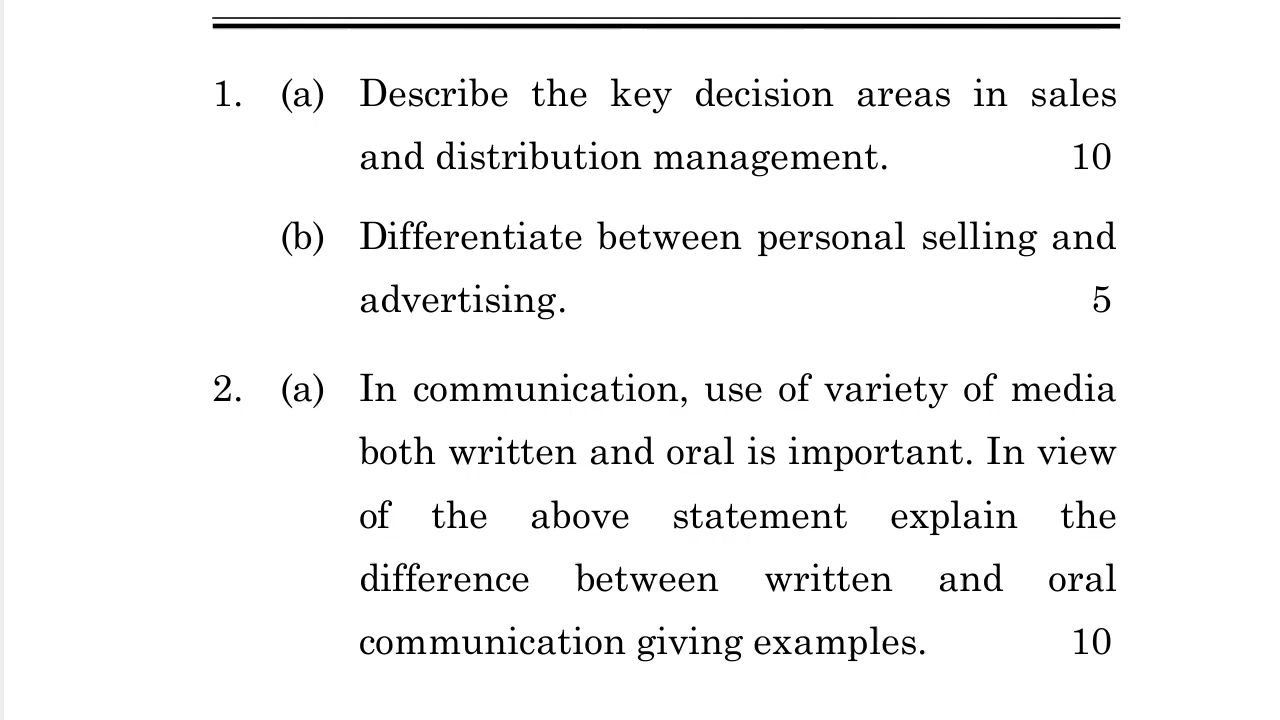 1. (a) Describe the key decision areas in sales
and distribution management. 10
(b) Differentiate between personal selling and
advertising. 5
2. (a) In communication, use of variety of media
both written and oral is important. In view
of the above statement explain the
difference between written and oral
communication giving examples. 10